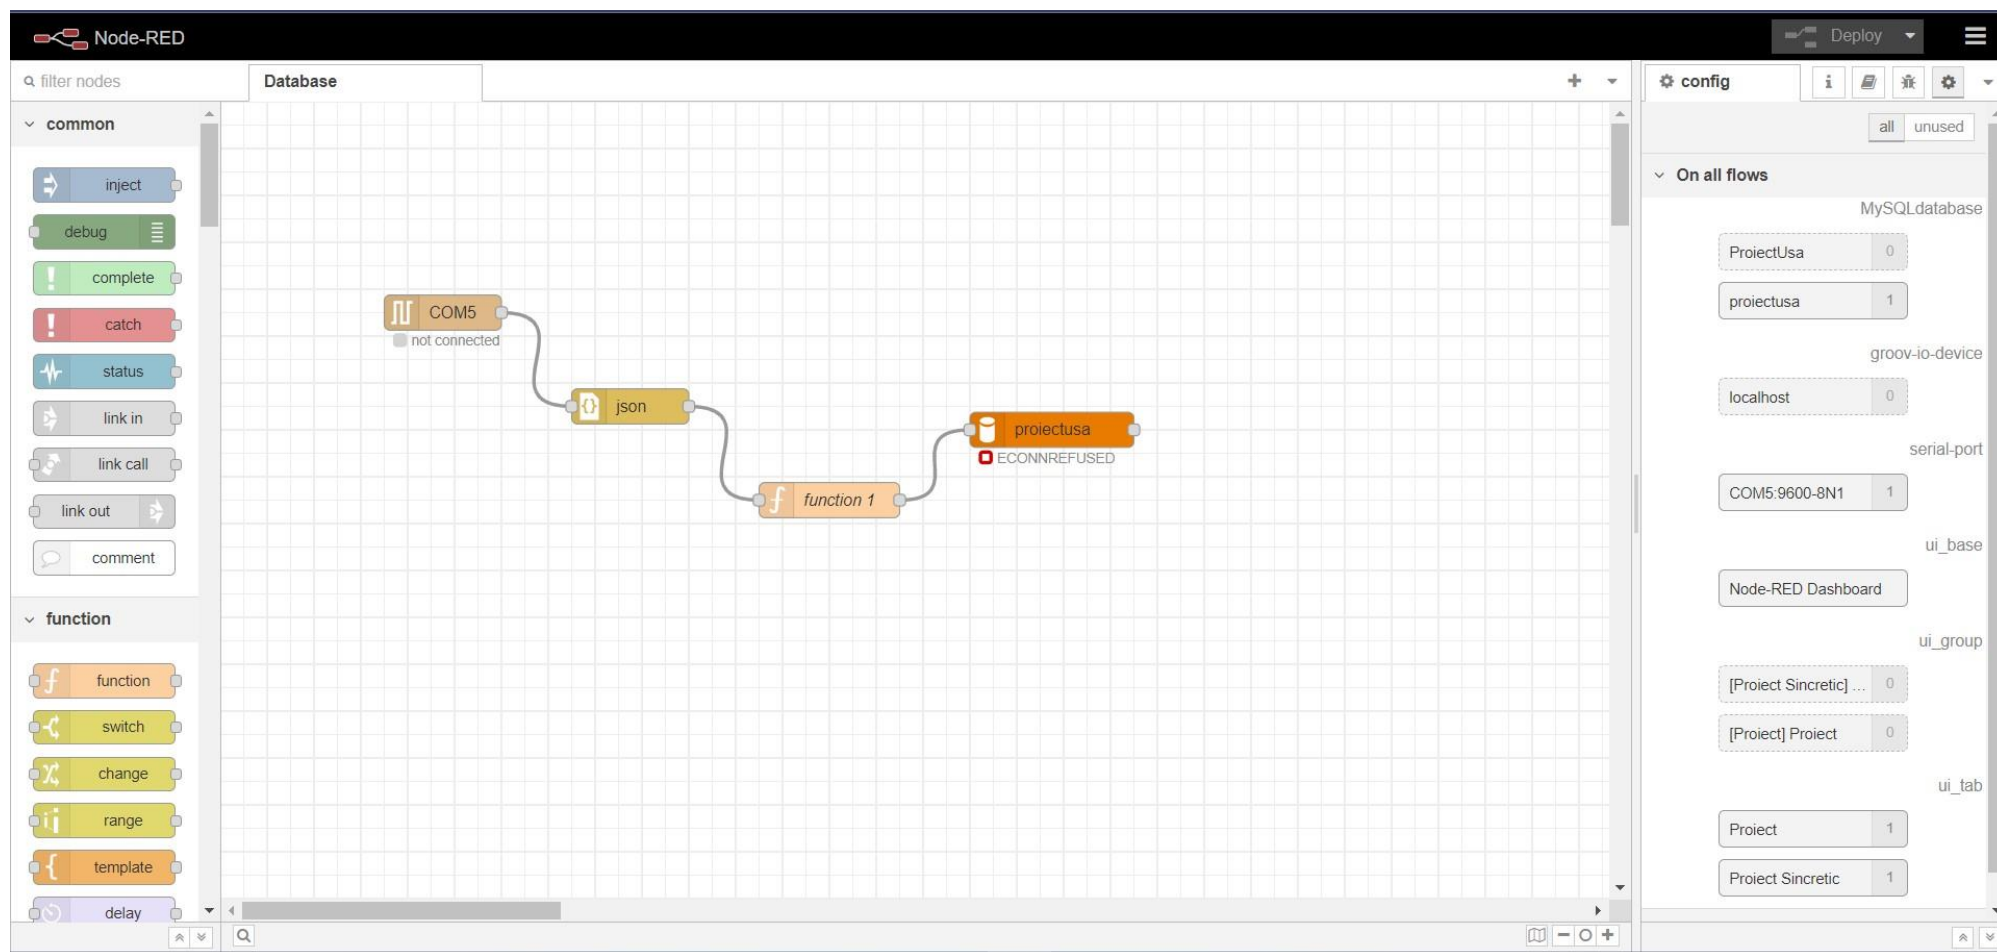 Node-RED
Deploy
filter nodes
Database
config
all
unused
common
inject
debug
complete
catch
status
link in
link call
link out
comment
function
function
switch
change
range
template
delay
COM5
not connected
json
function 1
proiectusa
ECONNREFUSED
On all flows
MySQLdatabase
ProiectUsa 0
proiectusa 1
groov-io-device
localhost 0
serial-port
COM5:9600-8N1 1
ui_base
Node-RED Dashboard
ui_group
[Proiect Sincretic] ... 0
[Proiect] Proiect 0
ui_tab
Proiect 1
Proiect Sincretic 1